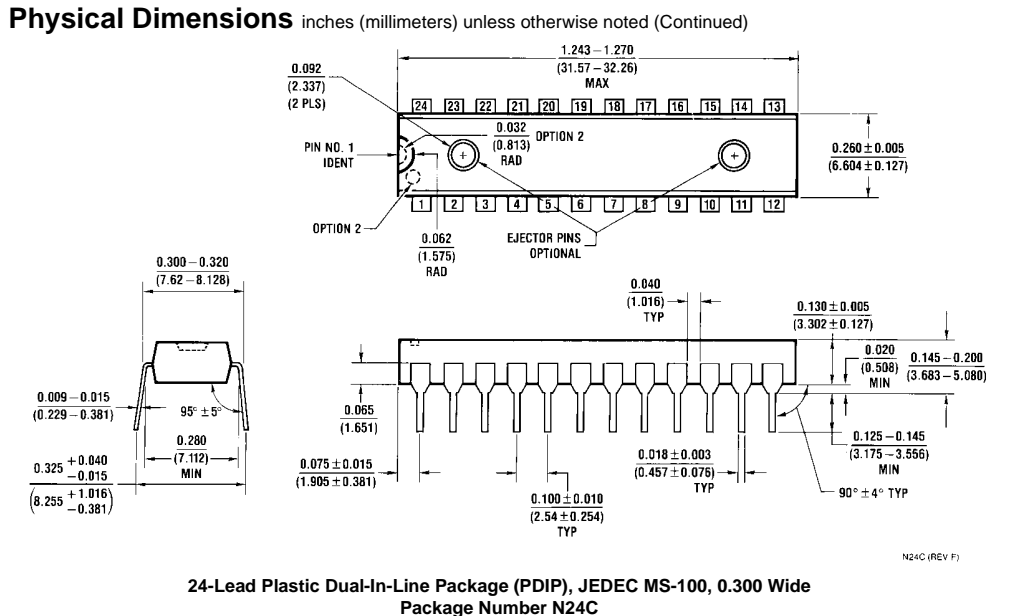 Physical Dimensions inches (millimeters) unless otherwise noted (Continued)
1.243 – 1.270
(31.57 – 32.26)
MAX
0.092
(2.337)
(2 PLS)
24 23 22 21 20 19 18 17 16 15 14 13
0.032
(0.813)
RAD
OPTION 2
PIN NO. 1
IDENT
0.260 ± 0.005
(6.604 ± 0.127)
1 2 3 4 5 6 7 8 9 10 11 12
OPTION 2
0.062
(1.575)
RAD
EJECTOR PINS
OPTIONAL
0.300 – 0.320
(7.62 – 8.128)
0.040
(1.016)
TYP
0.130 ± 0.005
(3.302 ± 0.127)
0.020
(0.508)
MIN
0.145 – 0.200
(3.683 – 5.080)
0.009 – 0.015
(0.229 – 0.381)
95° ± 5°
0.065
(1.651)
0.280
(7.112)
MIN
0.125 – 0.145
(3.175 – 3.556)
MIN
0.325 + 0.040
– 0.015
(8.255 + 1.016
– 0.381)
0.075 ± 0.015
(1.905 ± 0.381)
0.018 ± 0.003
(0.457 ± 0.076)
TYP
0.100 ± 0.010
(2.54 ± 0.254)
TYP
90° ± 4° TYP
N24C (REV F)
24-Lead Plastic Dual-In-Line Package (PDIP), JEDEC MS-100, 0.300 Wide
Package Number N24C